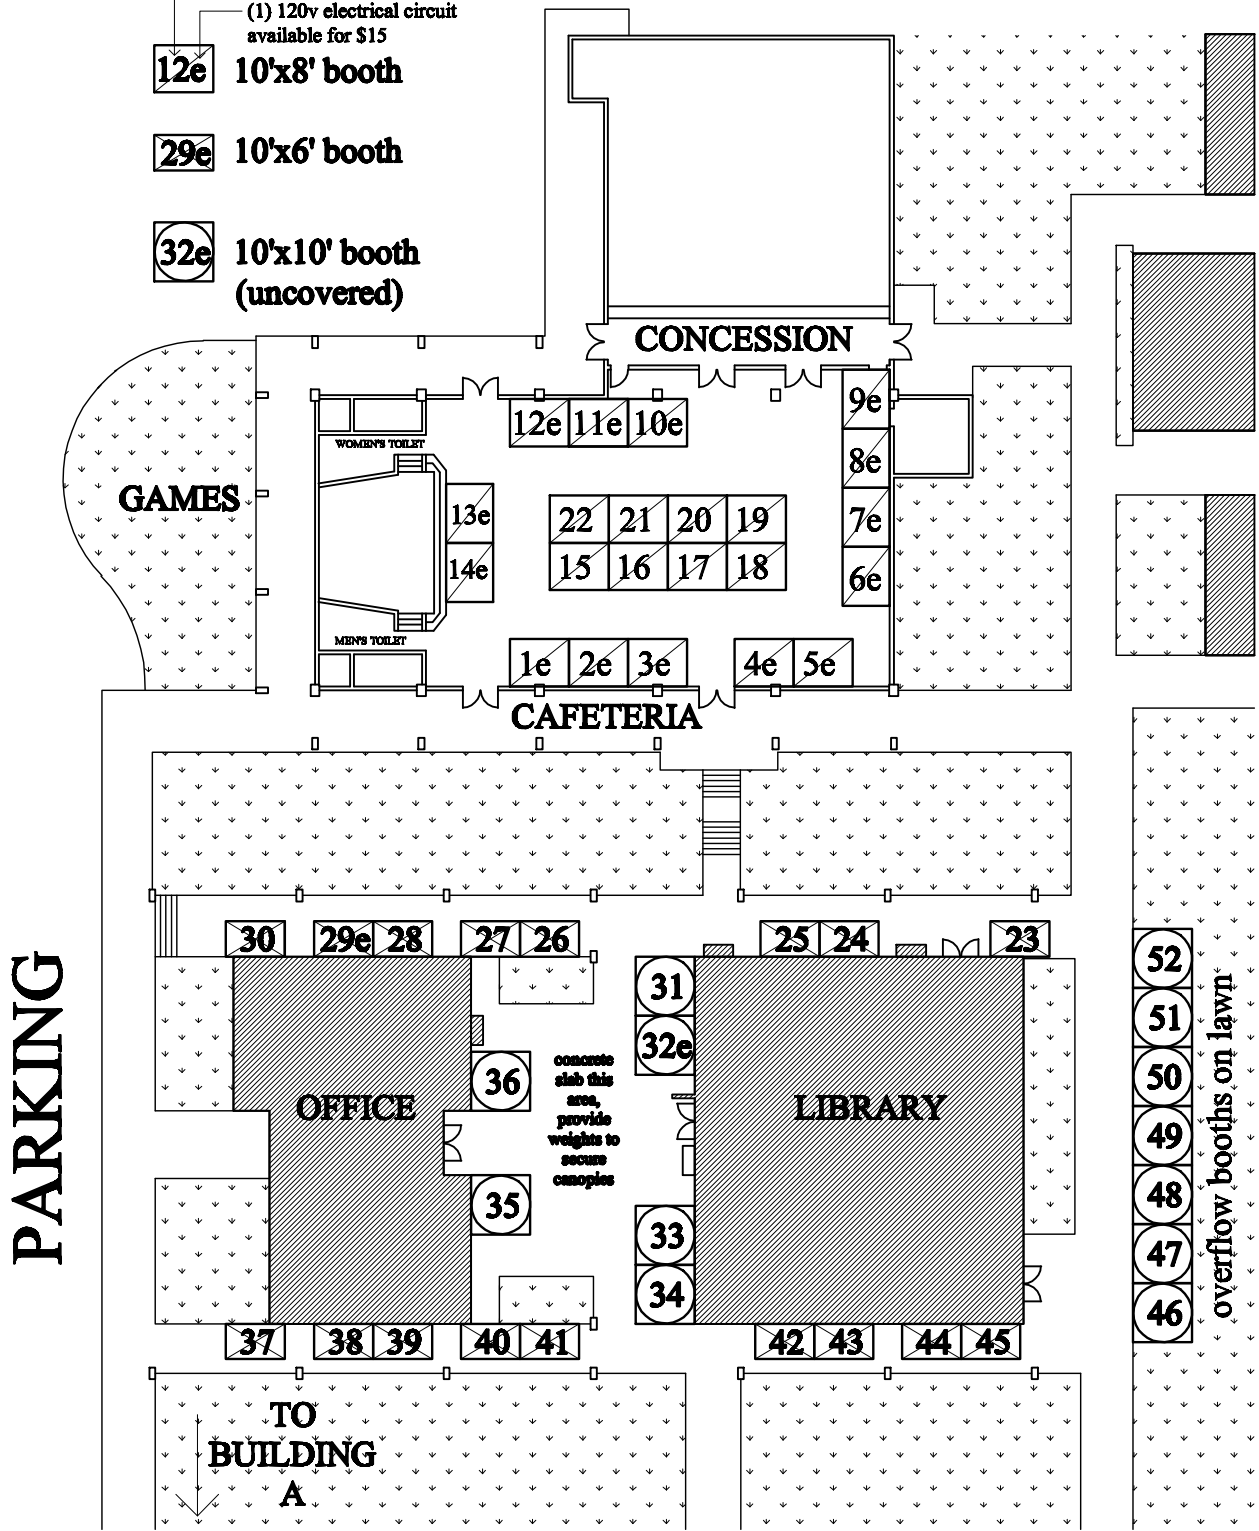 (1) 120v electrical circuit
available for $15
12e 10'x8' booth
29e 10'x6' booth
32e 10'x10' booth
(uncovered)
CONCESSION
12e 11e 10e 9e
WOMEN'S TOILET
8e
GAMES
13e 22 21 20 19 7e
14e 15 16 17 18 6e
MEN'S TOILET
1e 2e 3e 4e 5e
CAFETERIA
PARKING
30 29e 28 27 26 25 24 23
31
32e
36
concrete
slab this
area,
provide
weights to
secure
canopies
OFFICE
LIBRARY
35
33
34
52
51
50
49
48
47
46
overflow booths on lawn
37 38 39 40 41 42 43 44 45
TO
BUILDING
A